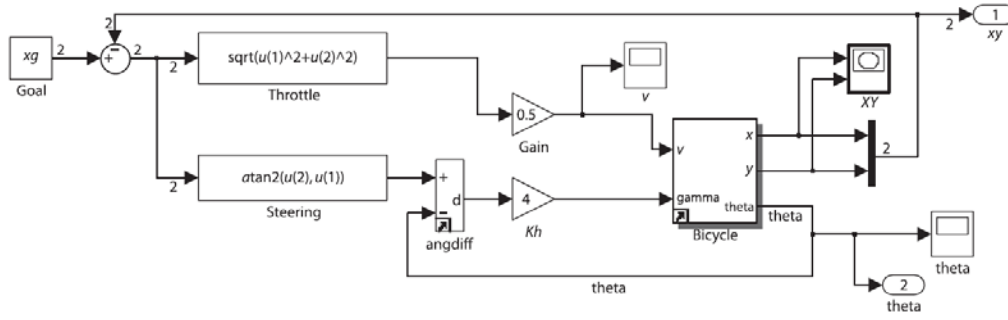 2
2
1
xy
xg
2
+
−
2
2
sqrt(u(1)^2+u(2)^2)
Goal
Throttle
v
XY
0.5
Gain
x
2
v
y
2
atan2(u(2),u(1))
+
d
−
4
gamma
theta
theta
Steering
angdiff
Kh
Bicycle
theta
theta
2
theta